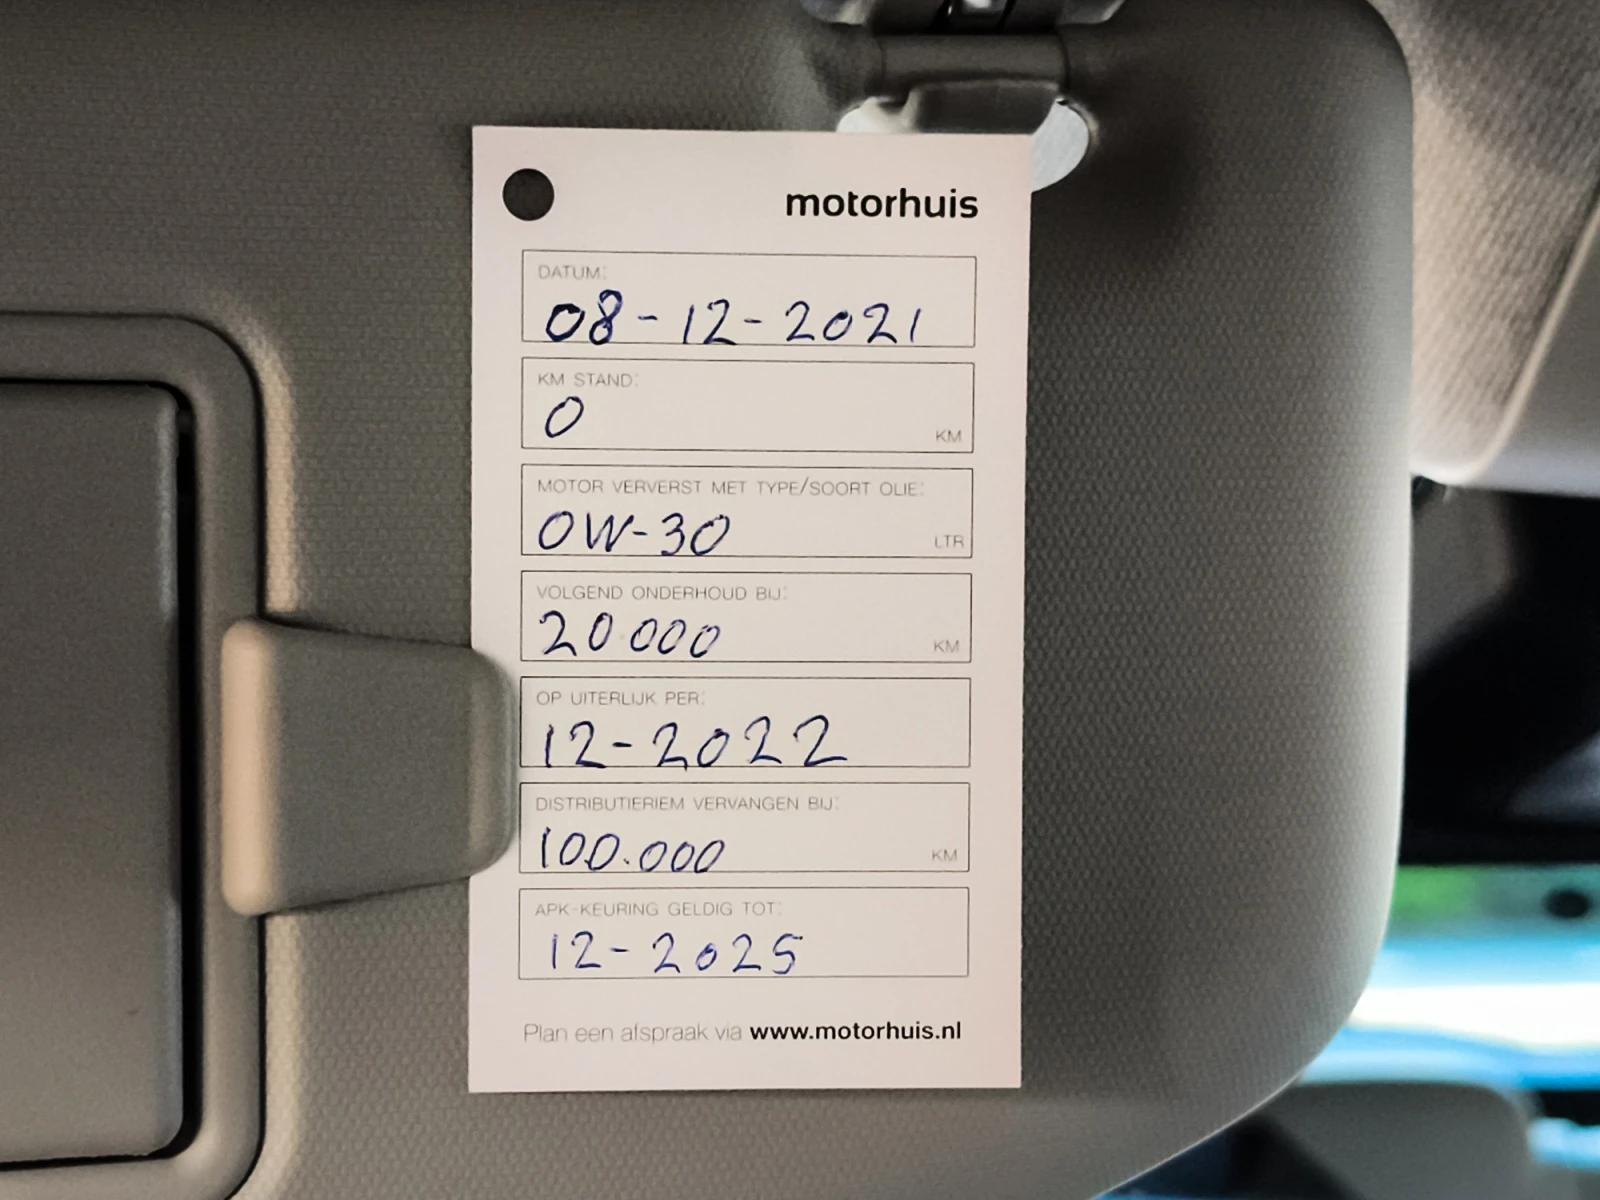 motorhuis
DATUM:
08-12-2021
KM STAND:
0
KM
MOTOR VERVERST MET TYPE/SOORT OLIE:
0W-30
LTR
VOLGEND ONDERHOUD BIJ:
20.000
KM
OP UITERLIJK PER:
12-2022
DISTRIBUTIERIEM VERVANGEN BIJ:
100.000
KM
APK-KEURING GELDIG TOT:
12-2025
Plan een afspraak via www.motorhuis.nl